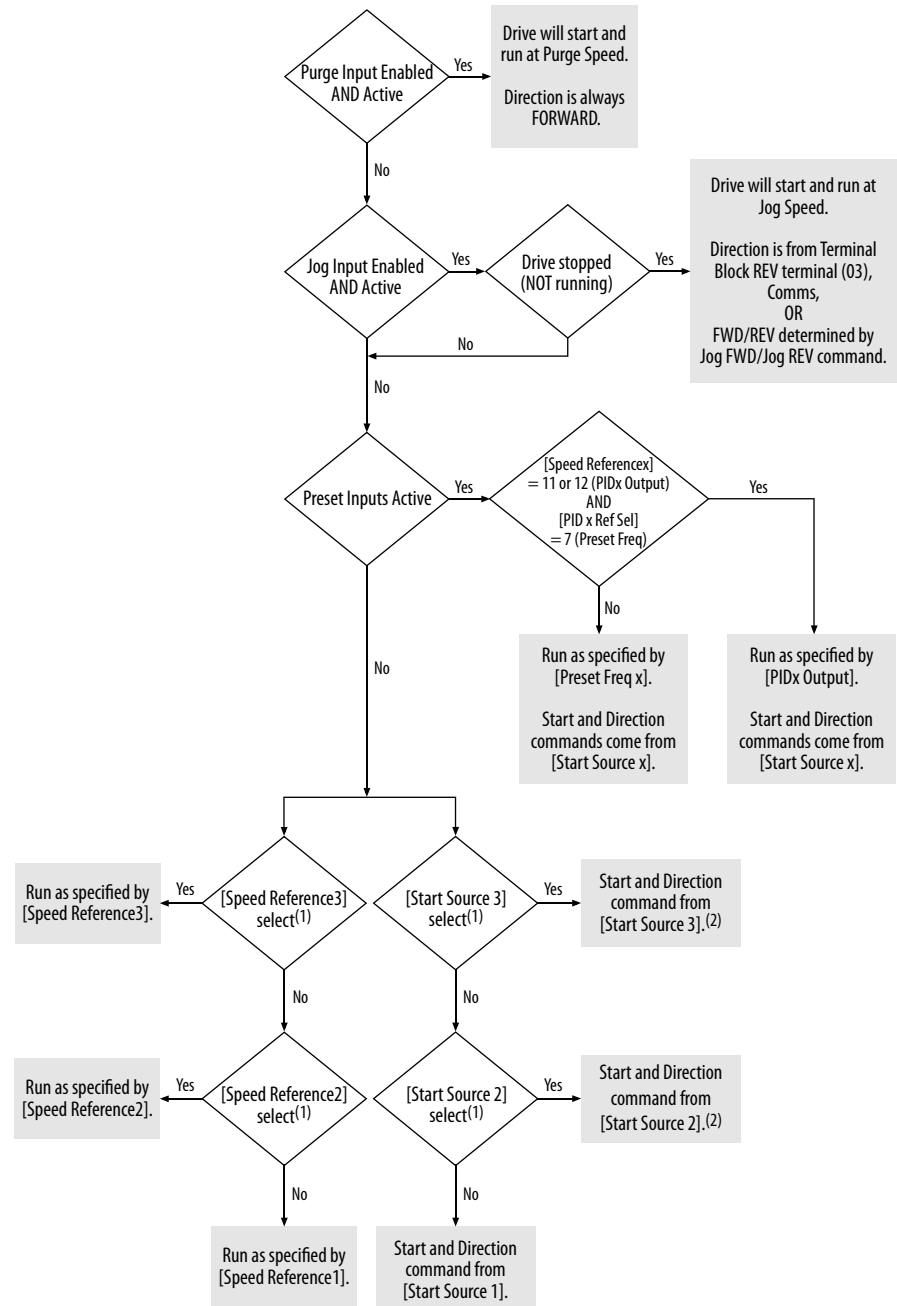 Purge Input Enabled
AND Active
Yes
Drive will start and
run at Purge Speed.
Direction is always
FORWARD.
No
Jog Input Enabled
AND Active
Yes
Drive stopped
(NOT running)
Yes
Drive will start and run at
Jog Speed.
Direction is from Terminal
Block REV terminal (03),
Comms,
OR
FWD/REV determined by
Jog FWD/Jog REV command.
No
No
Preset Inputs Active
Yes
[Speed Referencex]
= 11 or 12 (PIDx Output)
AND
[PID x Ref Sel]
= 7 (Preset Freq)
Yes
No
Run as specified by
[Preset Freq x].
Start and Direction
commands come from
[Start Source x].
Run as specified by
[PIDx Output].
Start and Direction
commands come from
[Start Source x].
No
Run as specified by
[Speed Reference3].
Yes
[Speed Reference3]
select(1)
[Start Source 3]
select(1)
Yes
Start and Direction
command from
[Start Source 3].(2)
No
No
Run as specified by
[Speed Reference2].
Yes
[Speed Reference2]
select(1)
[Start Source 2]
select(1)
Yes
Start and Direction
command from
[Start Source 2].(2)
No
No
Run as specified by
[Speed Reference1].
Start and Direction
command from
[Start Source 1].